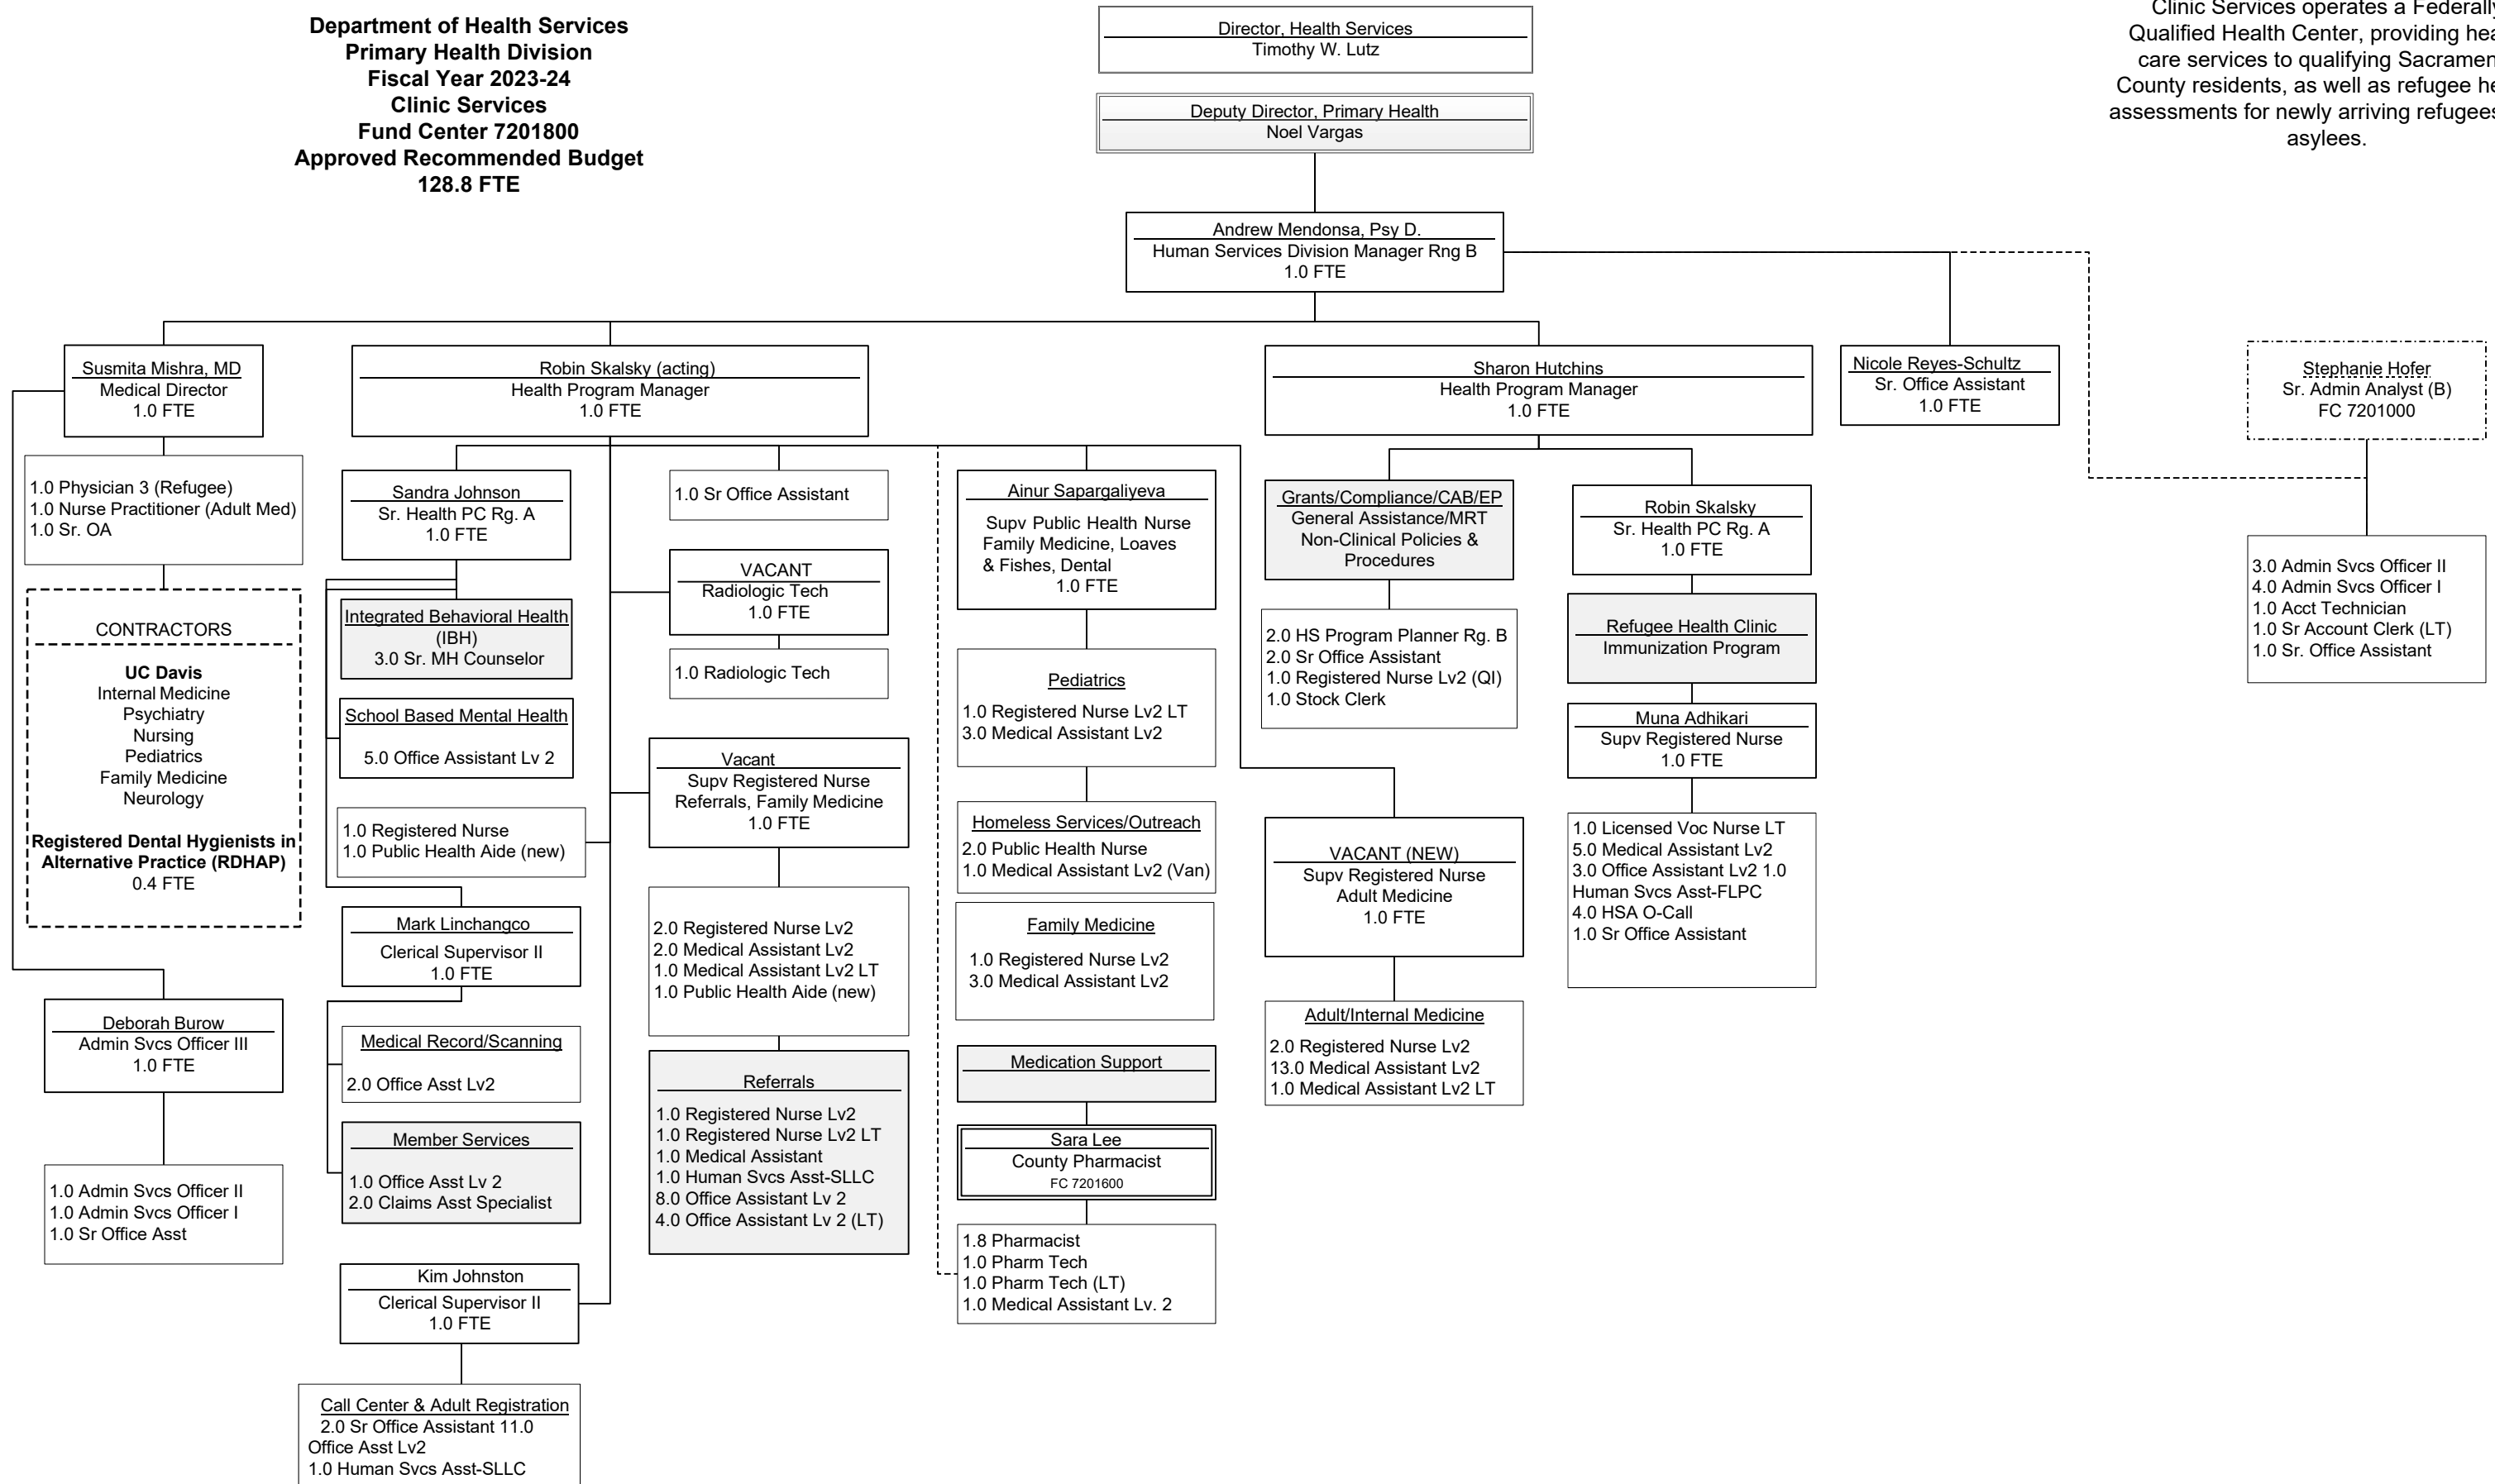 Department of Health Services
Primary Health Division
Fiscal Year 2023-24
Clinic Services
Fund Center 7201800
Approved Recommended Budget
128.8 FTE
Director, Health Services
Timothy W. Lutz
Deputy Director, Primary Health
Noel Vargas
Clinic Services operates a Federally
Qualified Health Center, providing
care services to qualifying
County residents, as well as refugee
assessments for newly arriving refugees
asylees.
Andrew Mendonsa, Psy D.
Human Services Division Manager Rng B
1.0 FTE
Susmita Mishra, MD
Medical Director
1.0 FTE
Robin Skalsky (acting)
Health Program Manager
1.0 FTE
Sharon Hutchins
Health Program Manager
1.0 FTE
Nicole Reyes-Schultz
Sr. Office Assistant
1.0 FTE
Stephanie Hofer
Sr. Admin Analyst (B)
FC 7201000
1.0 Physician 3 (Refugee)
1.0 Nurse Practitioner (Adult Med)
1.0 Sr. OA
CONTRACTORS
UC Davis
Internal Medicine
Psychiatry
Nursing
Pediatrics
Family Medicine
Neurology
Registered Dental Hygienists in
Alternative Practice (RDHAP)
0.4 FTE
Deborah Burow
Admin Svcs Officer III
1.0 FTE
1.0 Admin Svcs Officer II
1.0 Admin Svcs Officer I
1.0 Sr Office Asst
Sandra Johnson
Sr. Health PC Rg. A
1.0 FTE
Integrated Behavioral Health
(IBH)
3.0 Sr. MH Counselor
School Based Mental Health
5.0 Office Assistant Lv 2
1.0 Registered Nurse
1.0 Public Health Aide (new)
Mark Linchangco
Clerical Supervisor II
1.0 FTE
Medical Record/Scanning
2.0 Office Asst Lv2
Member Services
1.0 Office Asst Lv 2
2.0 Claims Asst Specialist
Kim Johnston
Clerical Supervisor II
1.0 FTE
Call Center & Adult Registration
2.0 Sr Office Assistant 11.0
Office Asst Lv2
1.0 Human Svcs Asst-SLLC
1.0 Sr Office Assistant
VACANT
Radiologic Tech
1.0 FTE
1.0 Radiologic Tech
Vacant
Supv Registered Nurse
Referrals, Family Medicine
1.0 FTE
2.0 Registered Nurse Lv2
2.0 Medical Assistant Lv2
1.0 Medical Assistant Lv2 LT
1.0 Public Health Aide (new)
Referrals
1.0 Registered Nurse Lv2
1.0 Registered Nurse Lv2 LT
1.0 Medical Assistant
1.0 Human Svcs Asst-SLLC
8.0 Office Assistant Lv 2
4.0 Office Assistant Lv 2 (LT)
Ainur Sapargaliyeva
Supv Public Health Nurse
Family Medicine, Loaves
& Fishes, Dental
1.0 FTE
Pediatrics
1.0 Registered Nurse Lv2 LT
3.0 Medical Assistant Lv2
Homeless Services/Outreach
2.0 Public Health Nurse
1.0 Medical Assistant Lv2 (Van)
Family Medicine
1.0 Registered Nurse Lv2
3.0 Medical Assistant Lv2
Medication Support
Sara Lee
County Pharmacist
FC 7201600
1.8 Pharmacist
1.0 Pharm Tech
1.0 Pharm Tech (LT)
1.0 Medical Assistant Lv. 2
VACANT (NEW)
Supv Registered Nurse
Adult Medicine
1.0 FTE
Adult/Internal Medicine
2.0 Registered Nurse Lv2
13.0 Medical Assistant Lv2
1.0 Medical Assistant Lv2 LT
Grants/Compliance/CAB/EP
General Assistance/MRT
Non-Clinical Policies &
Procedures
2.0 HS Program Planner Rg. B
2.0 Sr Office Assistant
1.0 Registered Nurse Lv2 (QI)
1.0 Stock Clerk
Robin Skalsky
Sr. Health PC Rg. A
1.0 FTE
Refugee Health Clinic
Immunization Program
Muna Adhikari
Supv Registered Nurse
1.0 FTE
1.0 Licensed Voc Nurse LT
5.0 Medical Assistant Lv2
3.0 Office Assistant Lv2 1.0
Human Svcs Asst-FLPC
4.0 HSA O-Call
1.0 Sr Office Assistant
3.0 Admin Svcs Officer II
4.0 Admin Svcs Officer I
1.0 Acct Technician
1.0 Sr Account Clerk (LT)
1.0 Sr. Office Assistant